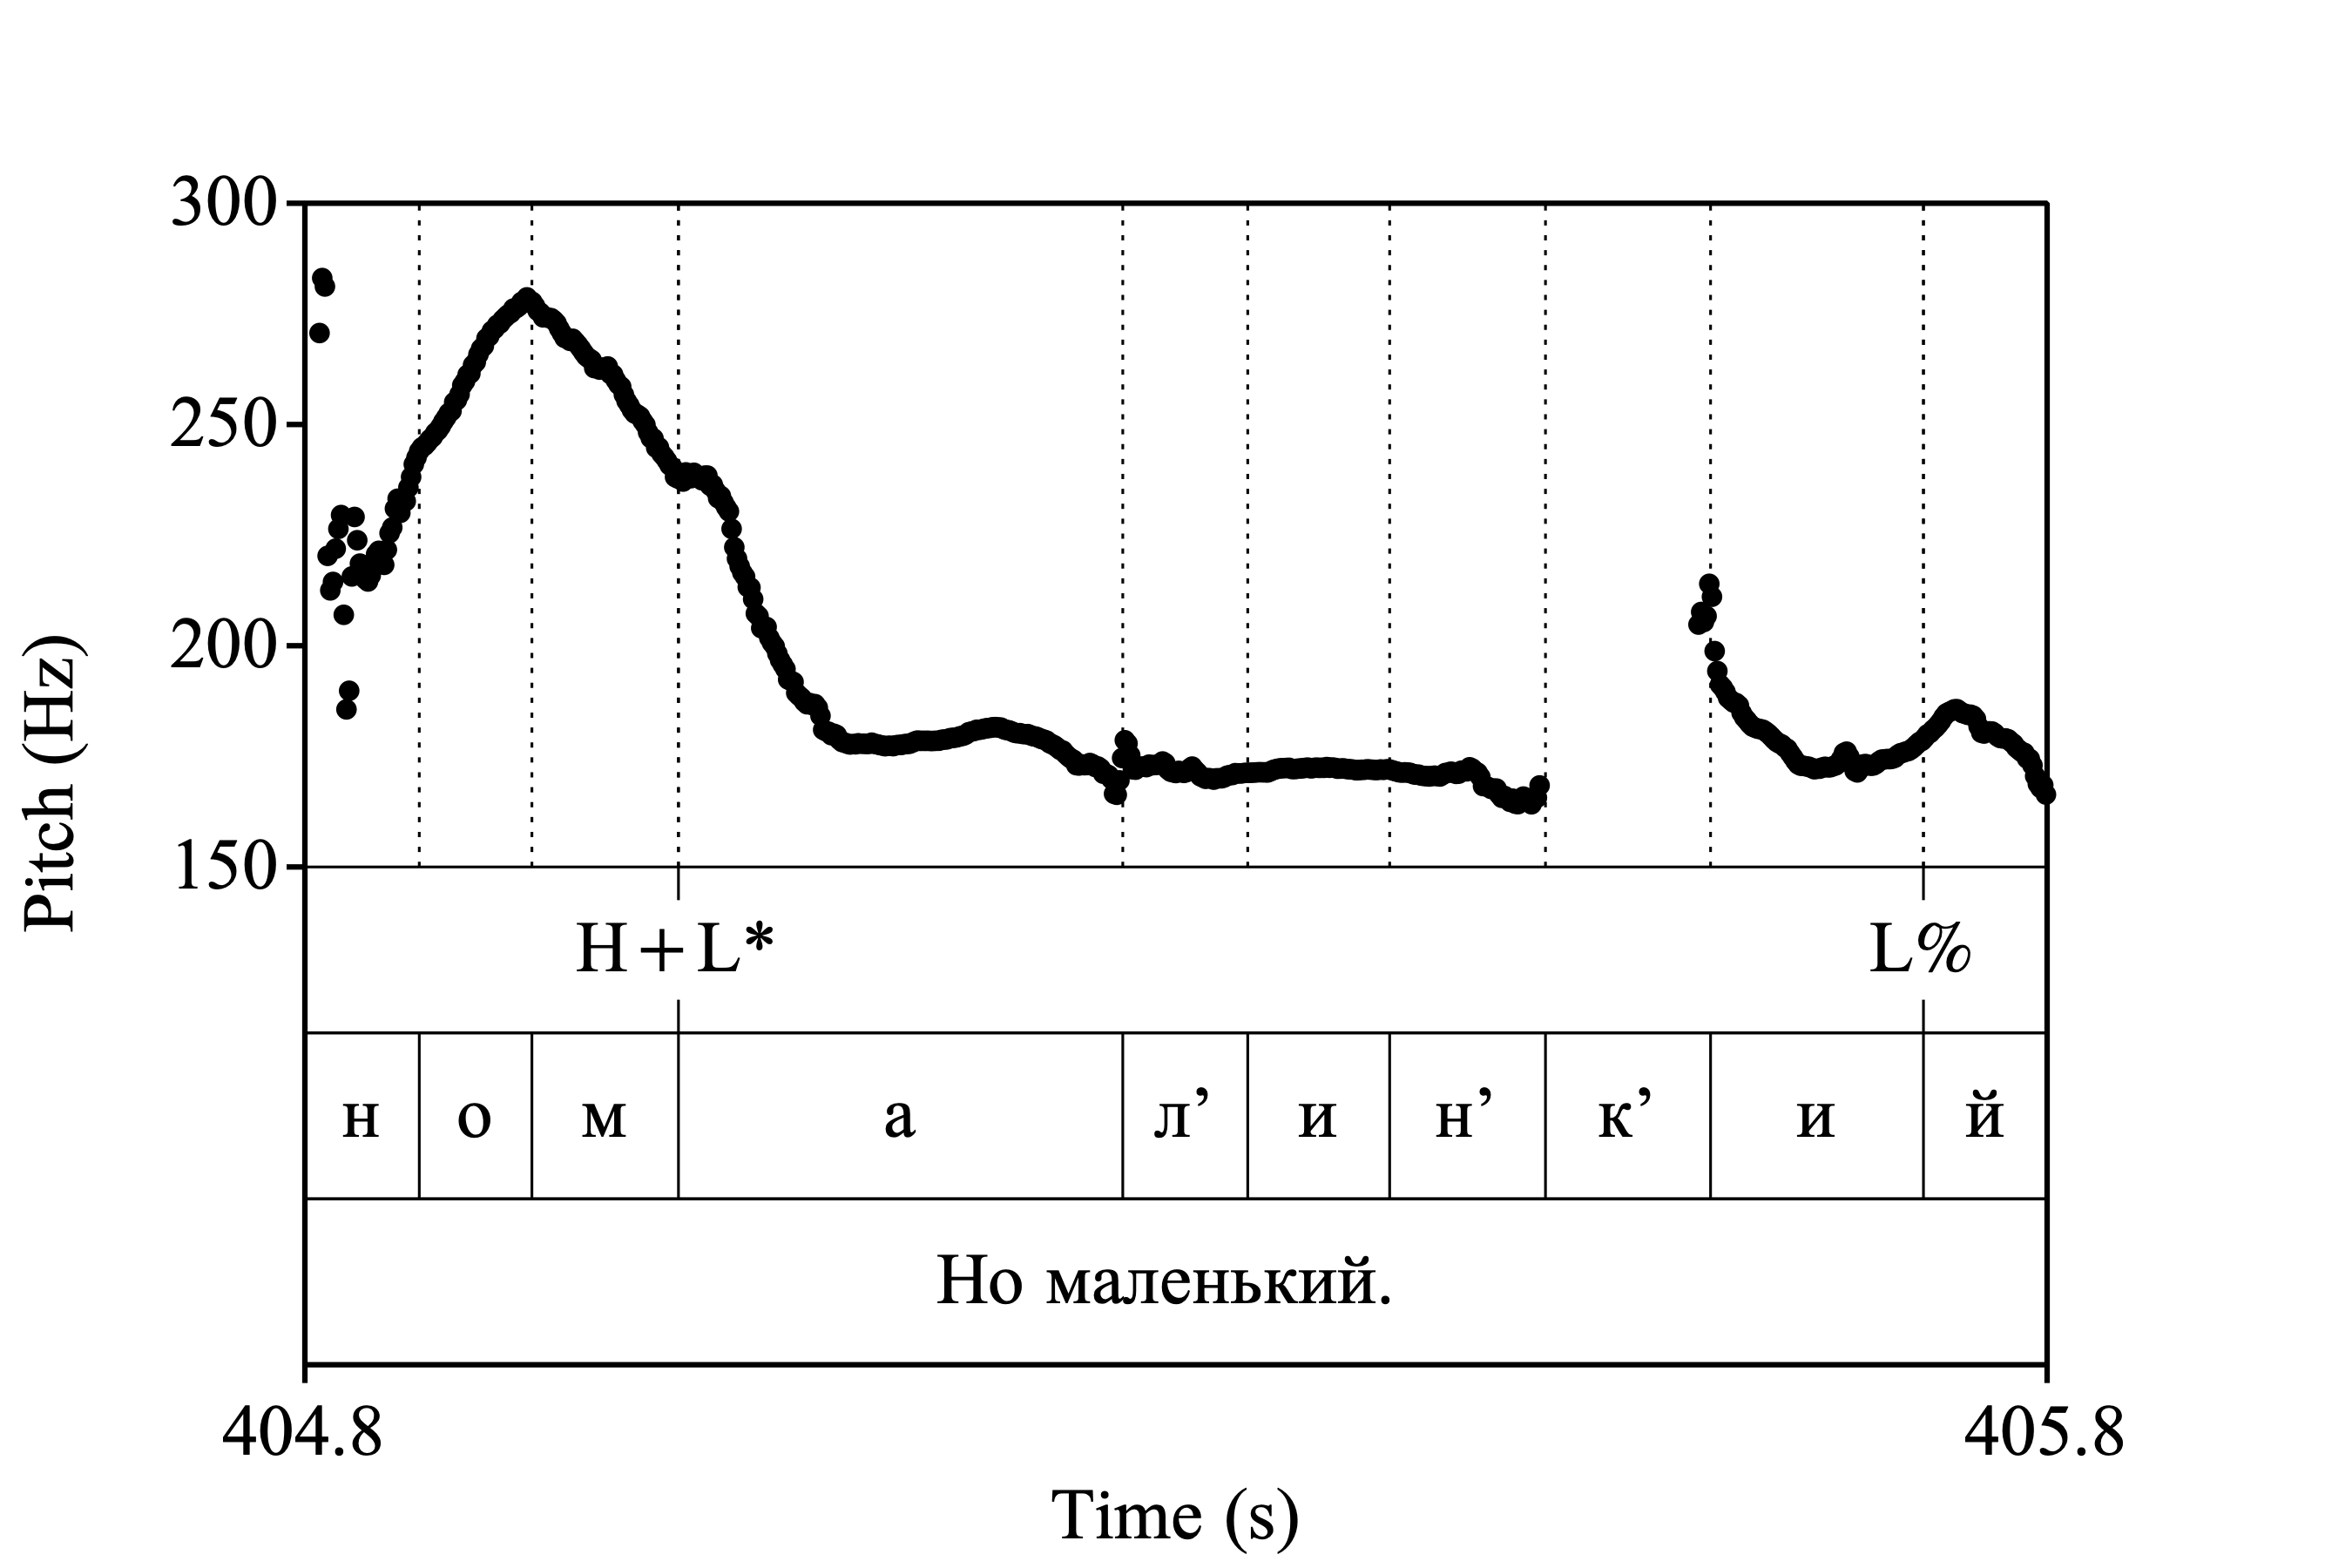 300
250
200
150
Pitch (Hz)
H+L* L%
н о м а л’ и н’ к’ и й
Но маленький.
404.8 405.8
Time (s)